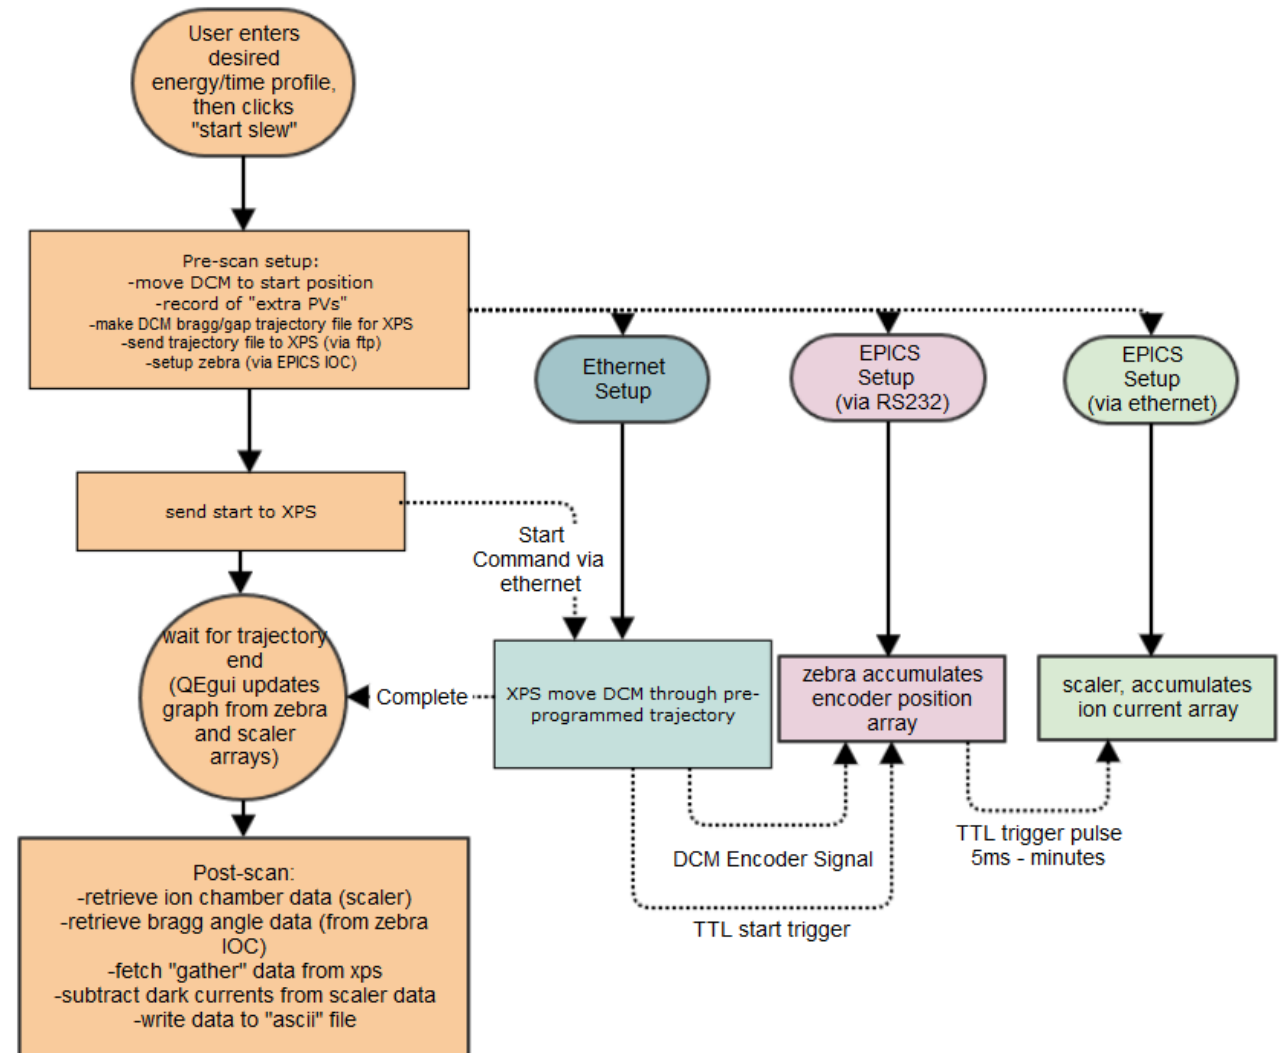 User enters
desired
energy/time profile,
then clicks
"start slew"
Pre-scan setup:
-move DCM to start position
-record of "extra PVs"
-make DCM bragg/gap trajectory file for XPS
-send trajectory file to XPS (via ftp)
-setup zebra (via EPICS IOC)
Ethernet
Setup
EPICS
Setup
(via RS232)
EPICS
Setup
(via ethernet)
send start to XPS
Start
Command via
ethernet
wait for trajectory
end
(QEgui updates
graph from zebra
and scaler
arrays)
Complete
XPS move DCM through pre-
programmed trajectory
zebra accumulates
encoder position
array
scaler, accumulates
ion current array
DCM Encoder Signal
TTL start trigger
TTL trigger pulse
5ms - minutes
Post-scan:
-retrieve ion chamber data (scaler)
-retrieve bragg angle data (from zebra
IOC)
-fetch "gather" data from xps
-subtract dark currents from scaler data
-write data to "ascii" file